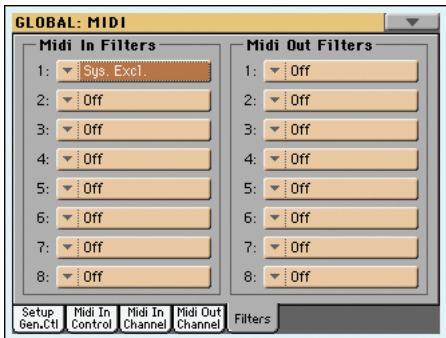 GLOBAL: MIDI
Midi In Filters
1: Sys. Excl.
2: Off
3: Off
4: Off
5: Off
6: Off
7: Off
8: Off
Midi Out Filters
1: Off
2: Off
3: Off
4: Off
5: Off
6: Off
7: Off
8: Off
Setup Gen.Ctl
Midi In Control
Midi In Channel
Midi Out Channel
Filters